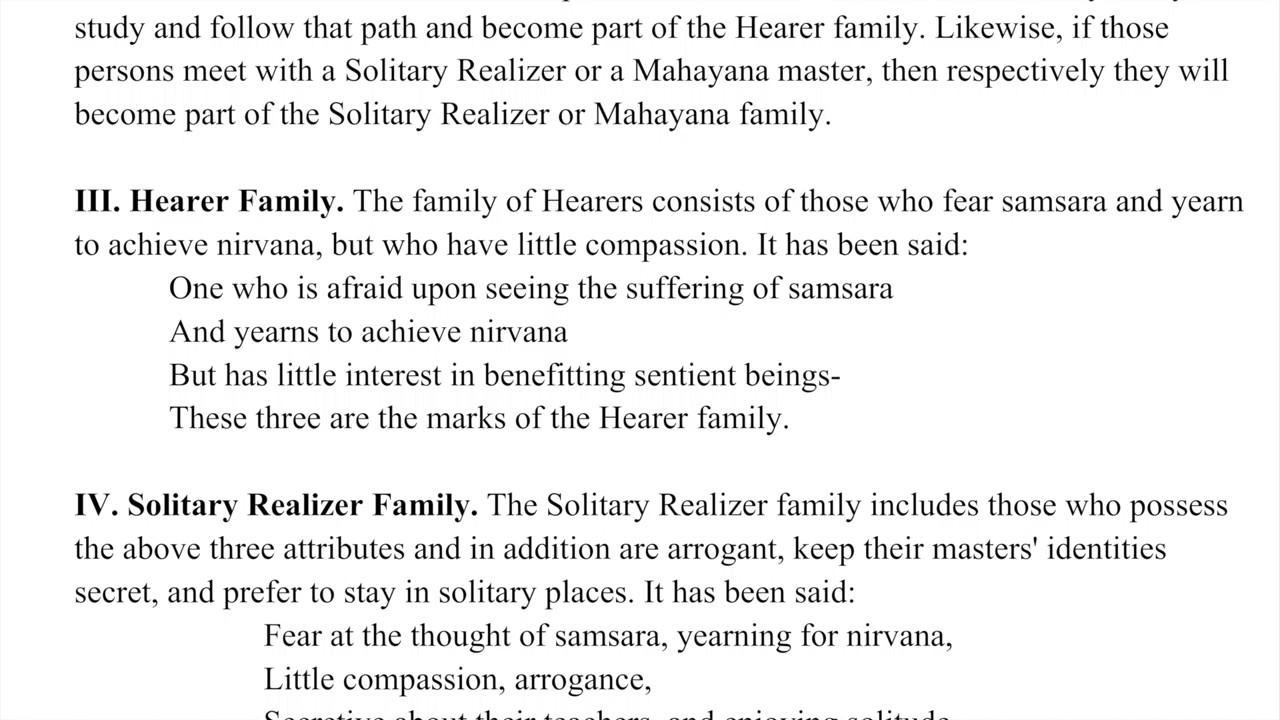 study and follow that path and become part of the Hearer family. Likewise, if those
persons meet with a Solitary Realizer or a Mahayana master, then respectively they will
become part of the Solitary Realizer or Mahayana family.
III. Hearer Family. The family of Hearers consists of those who fear samsara and yearn
to achieve nirvana, but who have little compassion. It has been said:
One who is afraid upon seeing the suffering of samsara
And yearns to achieve nirvana
But has little interest in benefitting sentient beings-
These three are the marks of the Hearer family.
IV. Solitary Realizer Family. The Solitary Realizer family includes those who possess
the above three attributes and in addition are arrogant, keep their masters' identities
secret, and prefer to stay in solitary places. It has been said:
Fear at the thought of samsara, yearning for nirvana,
Little compassion, arrogance,
Secretive about their teachers, and enjoying solitude